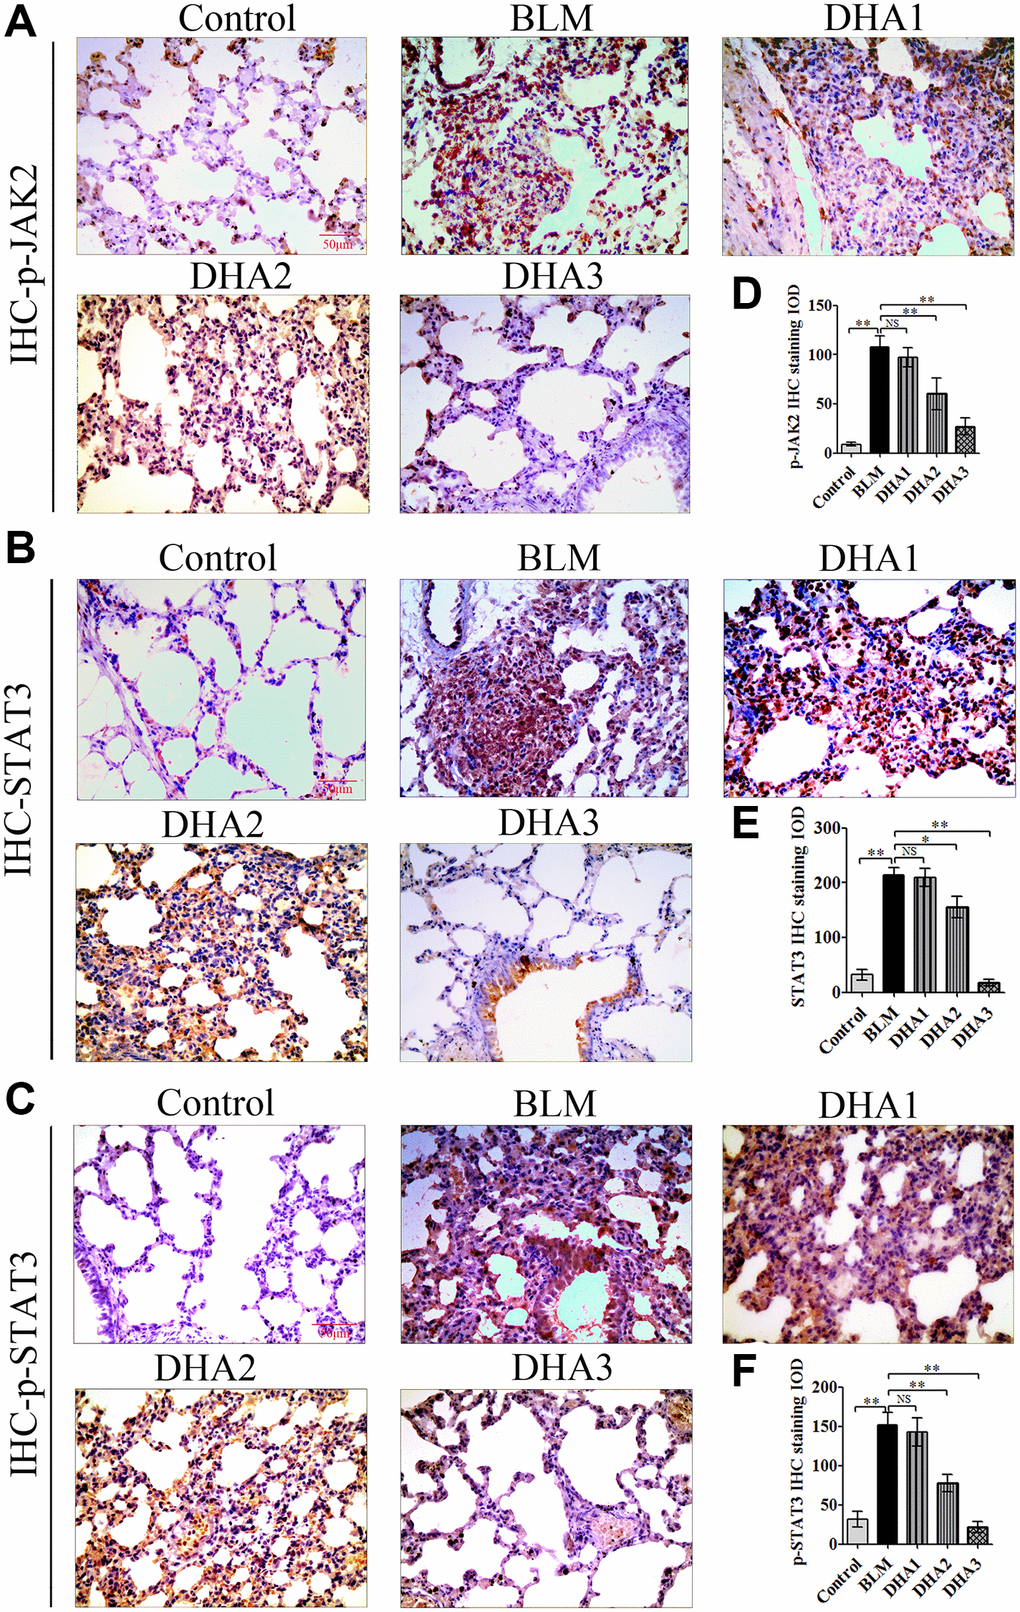 A
Control
BLM
DHA1
IHC-p-JAK2
50µm
DHA2
DHA3
D
p-JAK2 IHC staining IOD
150
100
50
0
**
NS
**
**
Control
BLM
DHA1
DHA2
DHA3
B
Control
BLM
DHA1
IHC-STAT3
50µm
DHA2
DHA3
E
STAT3 IHC staining IOD
300
200
100
0
**
NS
*
**
Control
BLM
DHA1
DHA2
DHA3
C
Control
BLM
DHA1
IHC-p-STAT3
50µm
DHA2
DHA3
F
p-STAT3 IHC staining IOD
200
150
100
50
0
**
NS
**
**
Control
BLM
DHA1
DHA2
DHA3